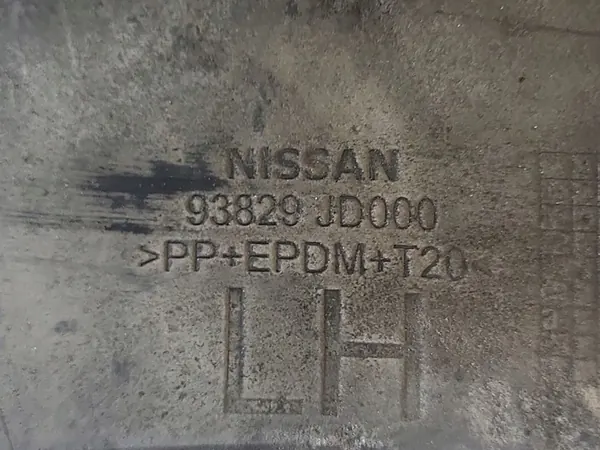 NISSAN
93829 JD000
>PP+EPDM+T20<
LH